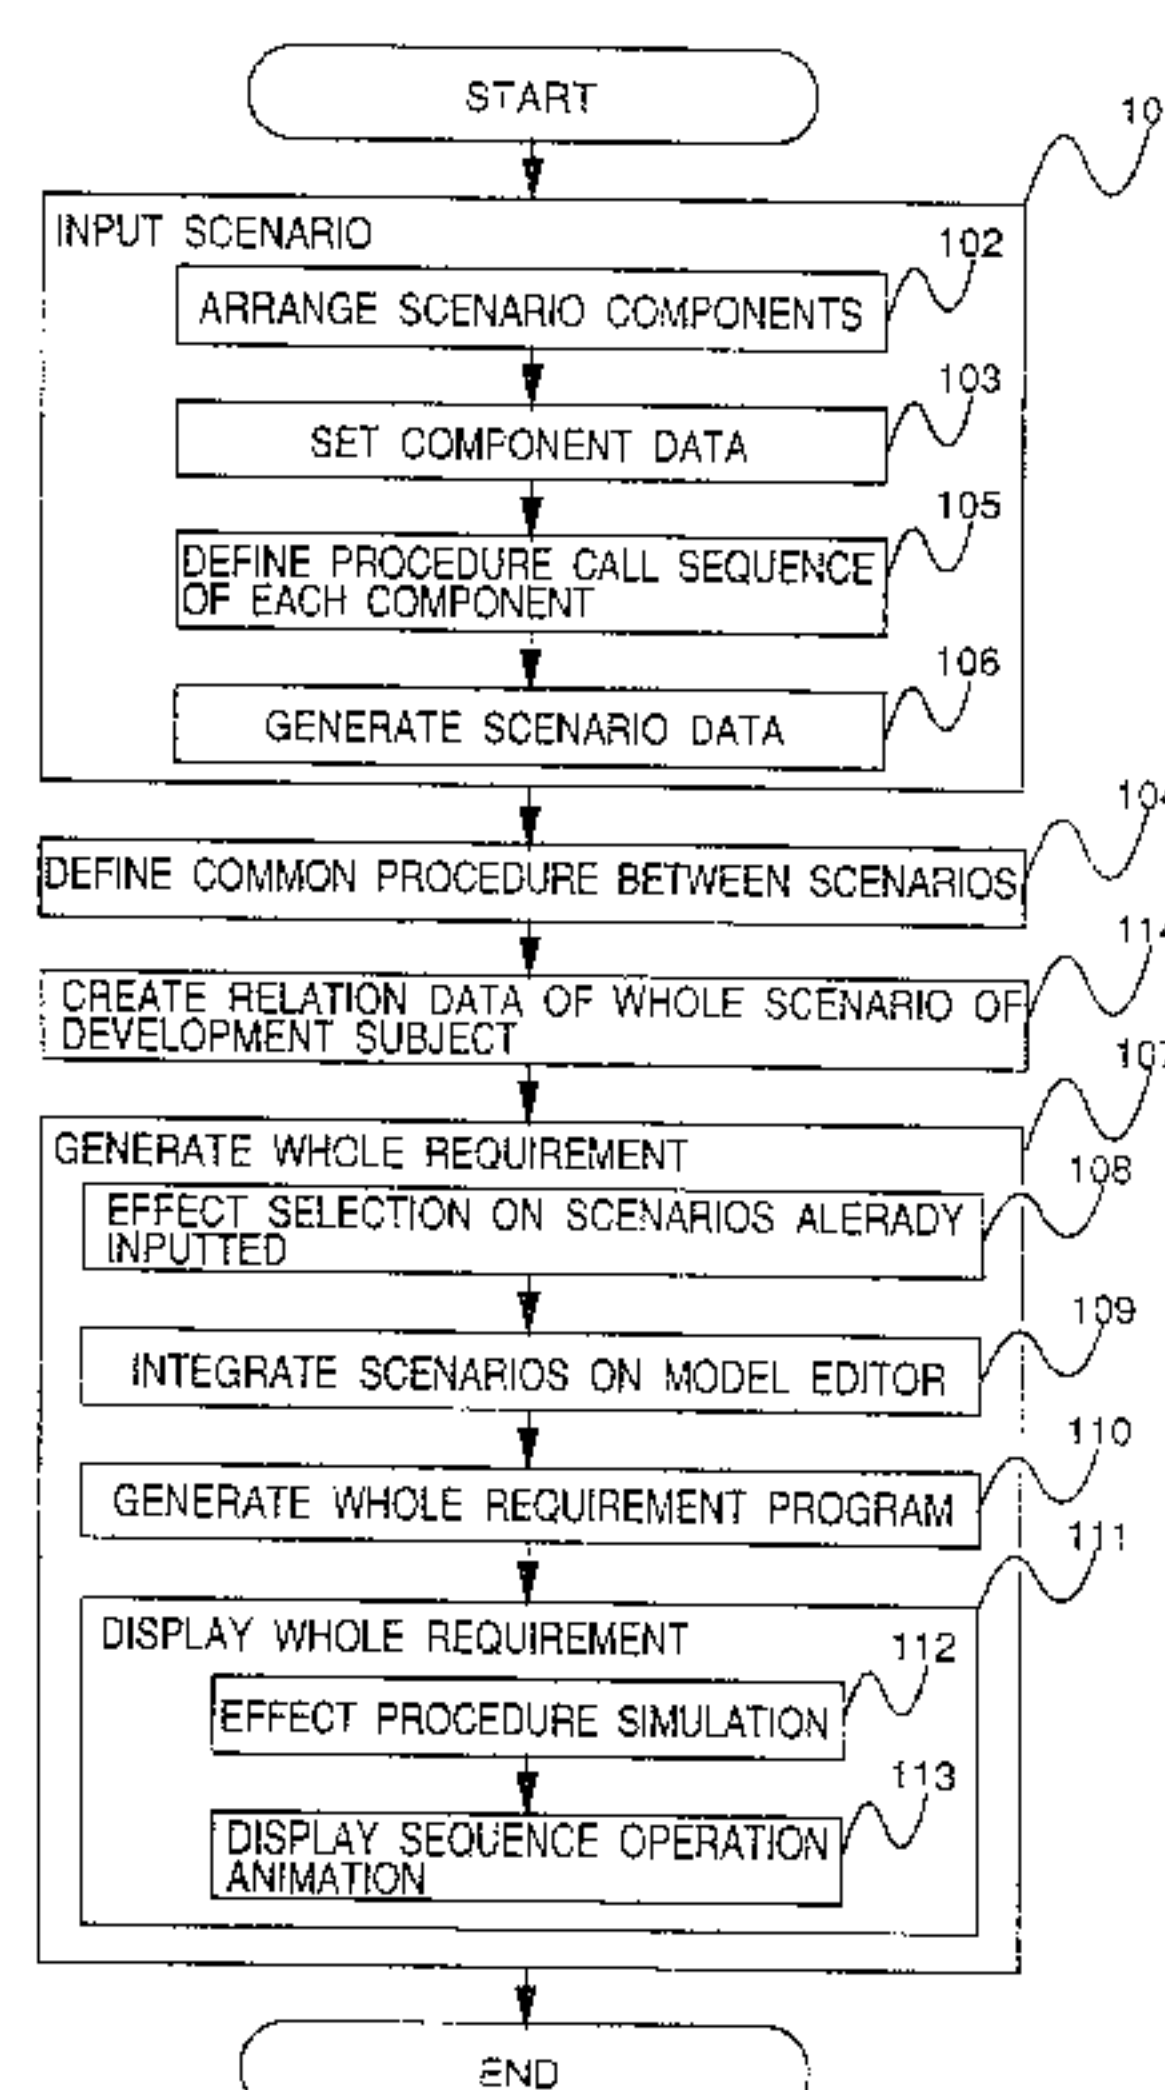 START
10
INPUT SCENARIO
102
ARRANGE SCENARIO COMPONENTS
103
SET COMPONENT DATA
105
DEFINE PROCEDURE CALL SEQUENCE
OF EACH COMPONENT
106
GENERATE SCENARIO DATA
104
DEFINE COMMON PROCEDURE BETWEEN SCENARIOS
114
CREATE RELATION DATA OF WHOLE SCENARIO OF
DEVELOPMENT SUBJECT
107
GENERATE WHOLE REQUIREMENT
108
EFFECT SELECTION ON SCENARIOS ALERADY
INPUTTED
109
INTEGRATE SCENARIOS ON MODEL EDITOR
110
GENERATE WHOLE REQUIREMENT PROGRAM
111
DISPLAY WHOLE REQUIREMENT
112
EFFECT PROCEDURE SIMULATION
113
DISPLAY SEQUENCE OPERATION
ANIMATION
END